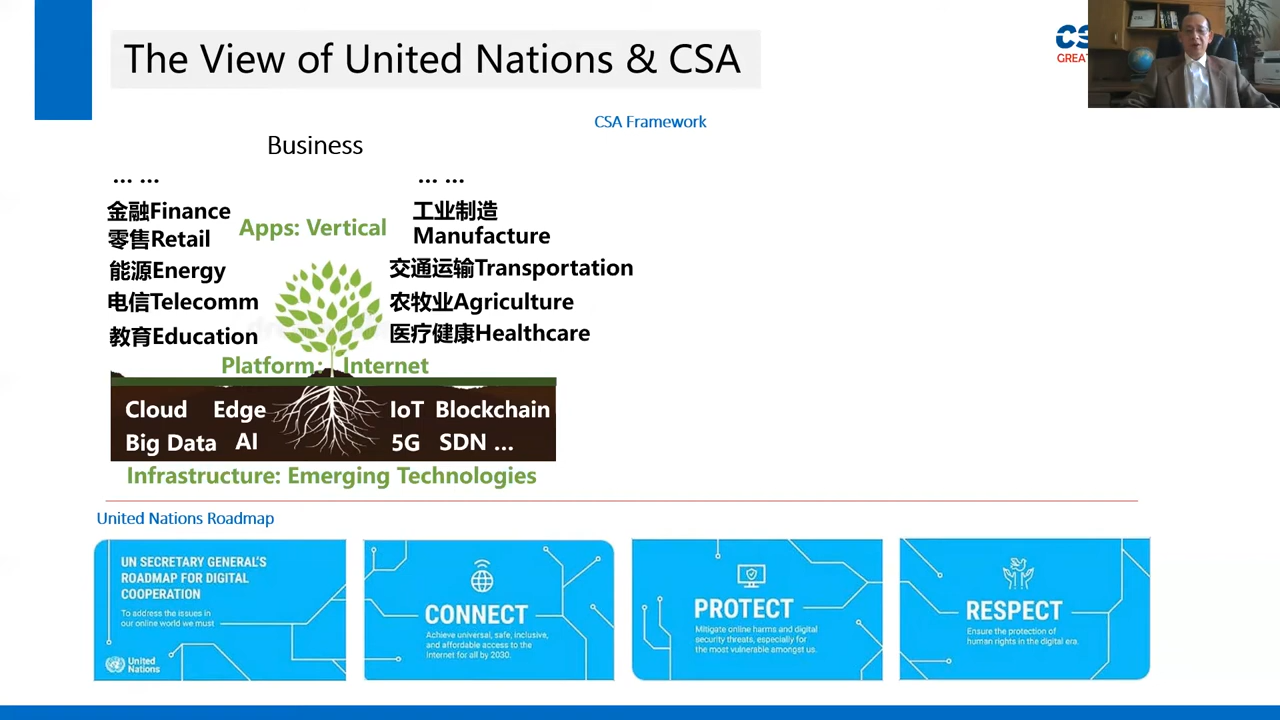 The View of United Nations & CSA
CS
GREAT
CSA Framework
Business
... ...
... ...
金融Finance
零售Retail
能源Energy
电信Telecomm
教育Education
Apps: Vertical
工业制造
Manufacture
交通运输Transportation
农牧业Agriculture
医疗健康Healthcare
Platform: Internet
Cloud Edge IoT Blockchain
Big Data AI 5G SDN ...
Infrastructure: Emerging Technologies
United Nations Roadmap
UN SECRETARY GENERAL'S
ROADMAP FOR DIGITAL
COOPERATION
To address the issues in
our online world we must
United
Nations
CONNECT
Achieve universal, safe, inclusive,
and affordable access to the
internet for all by 2030.
PROTECT
Mitigate online harms and digital
security threats, especially for
the most vulnerable amongst us.
RESPECT
Ensure the protection of
human rights in the digital era.